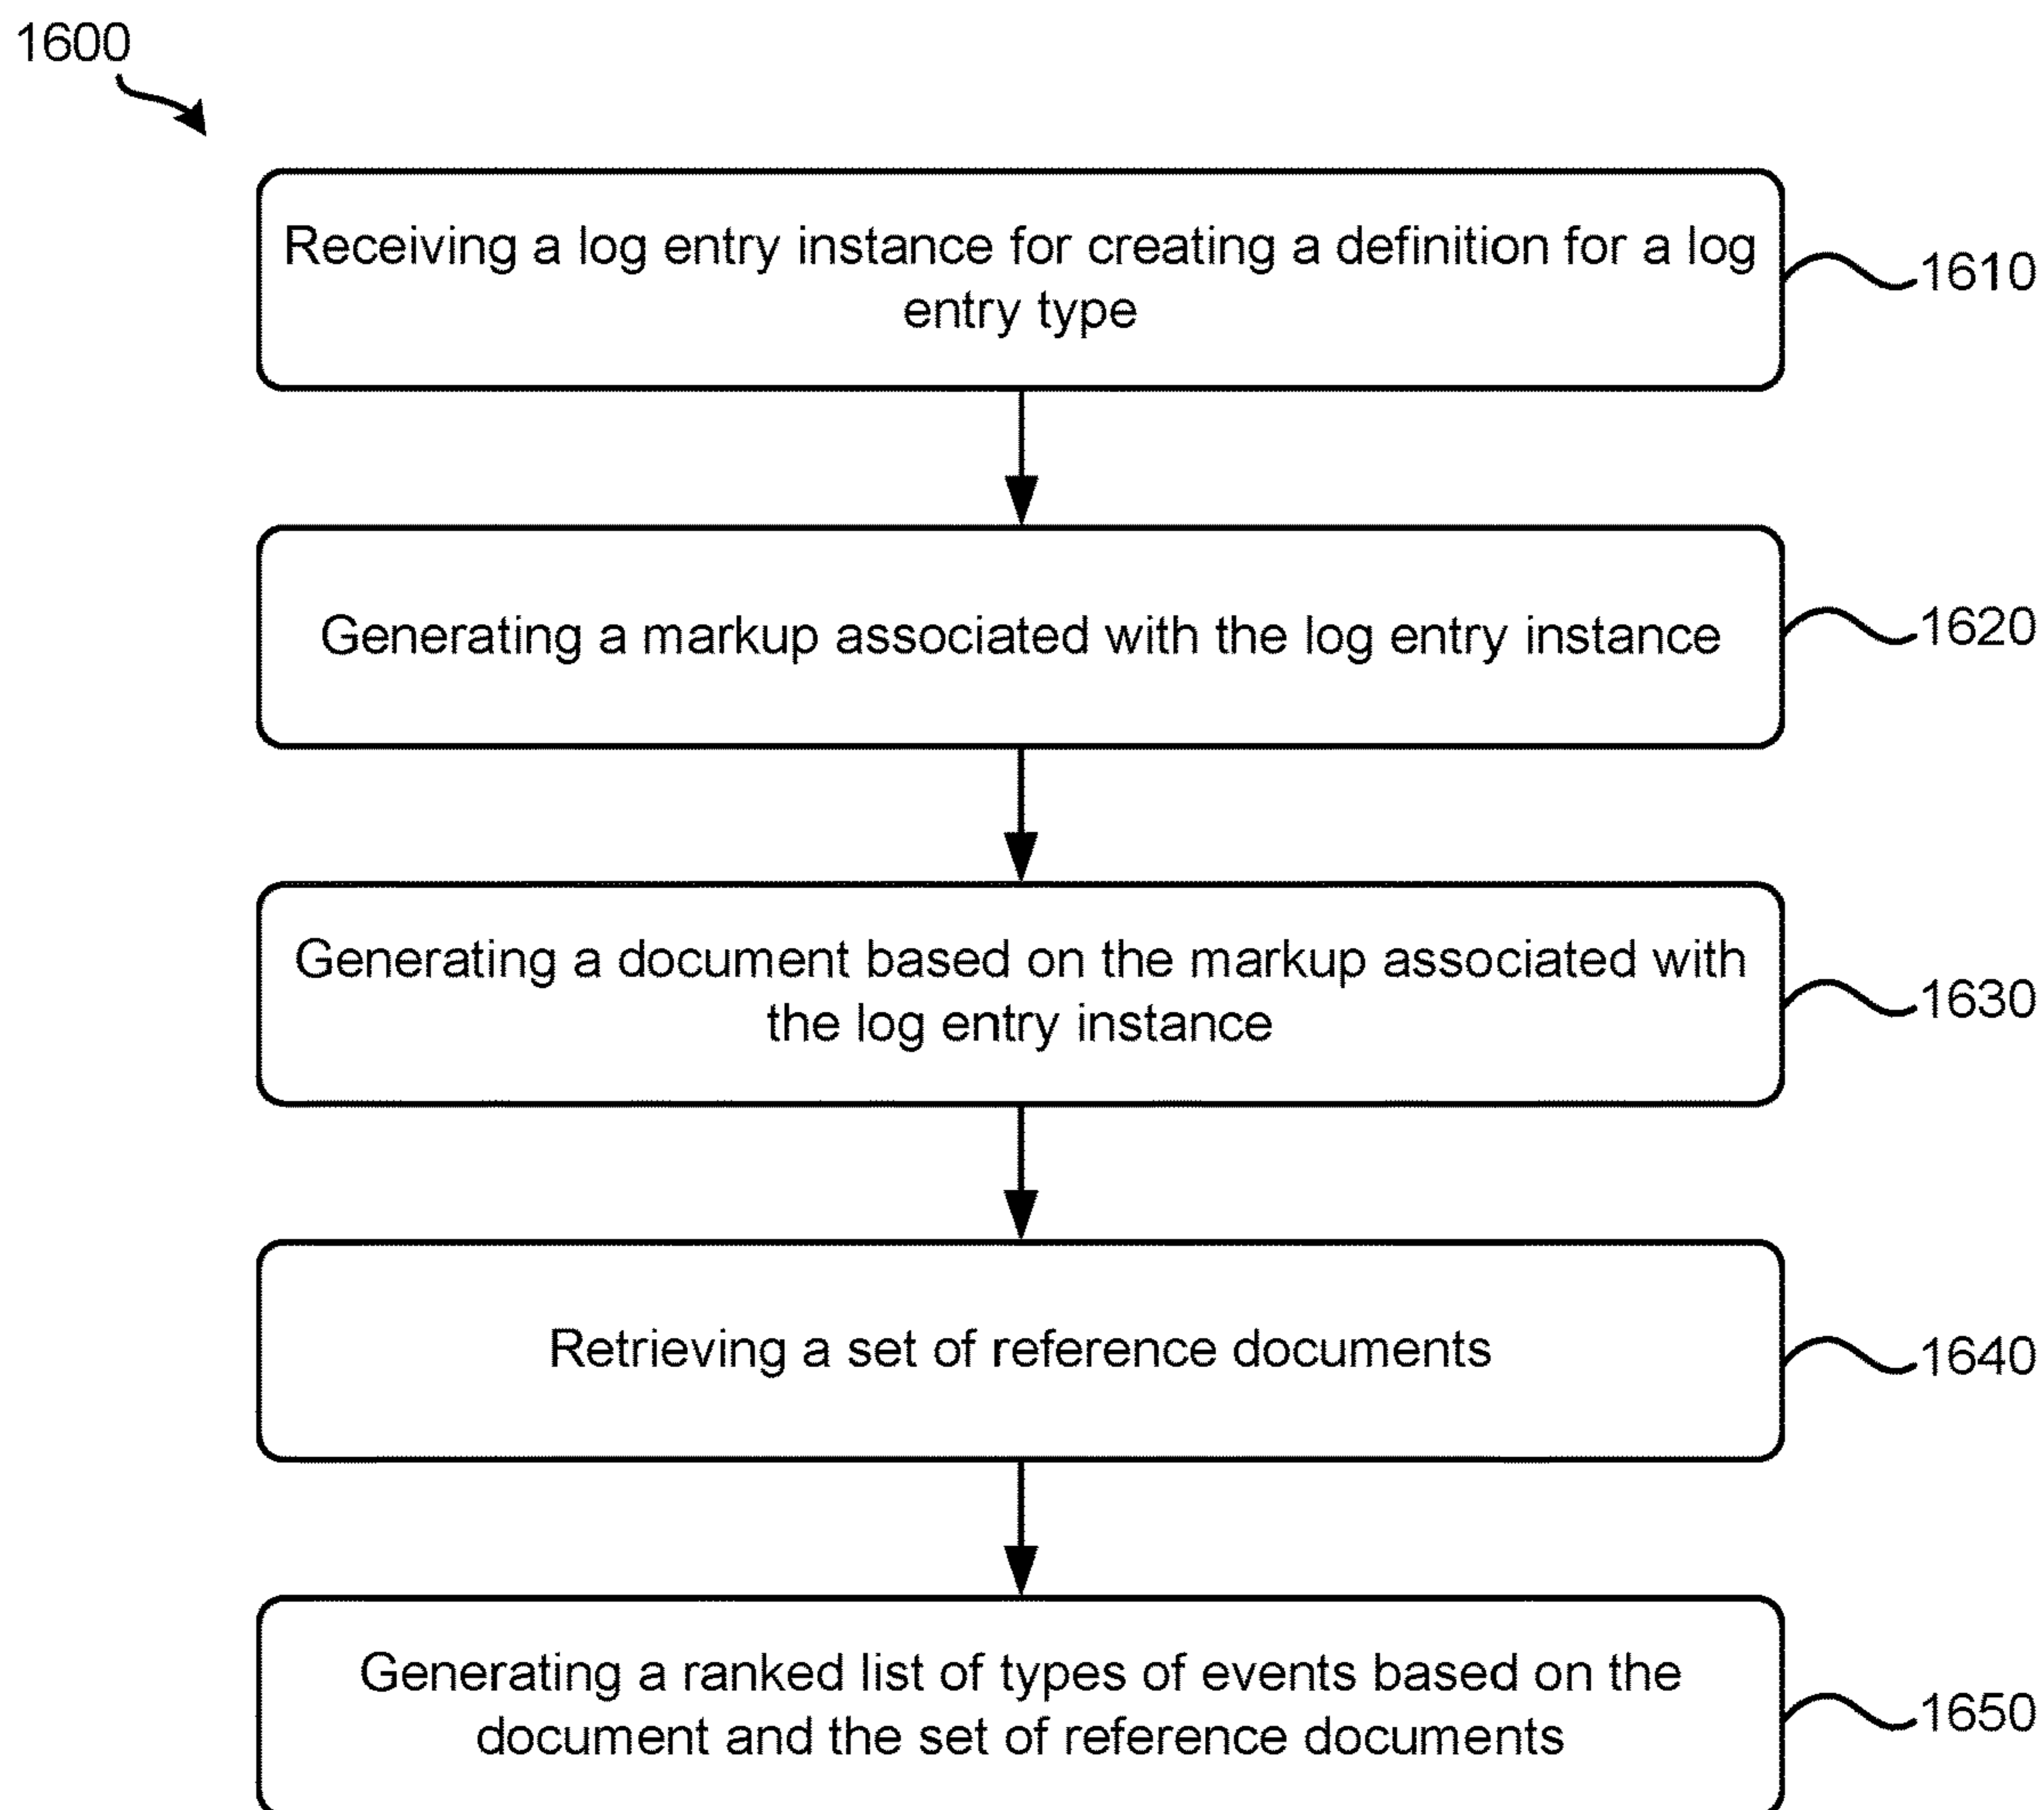 1600
Receiving a log entry instance for creating a definition for a log
entry type
1610
Generating a markup associated with the log entry instance
1620
Generating a document based on the markup associated with
the log entry instance
1630
Retrieving a set of reference documents
1640
Generating a ranked list of types of events based on the
document and the set of reference documents
1650